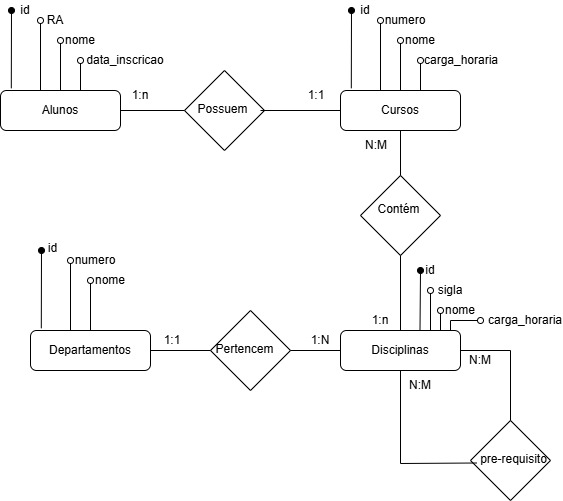 id
RA
nome
data_inscricao
Alunos
1:n
Possuem
1:1
id
numero
nome
carga_horaria
Cursos
N:M
Contém
1:n
id
numero
nome
Departamentos
1:1
Pertencem
1:N
id
sigla
nome
carga_horaria
Disciplinas
N:M
N:M
pre-requisito